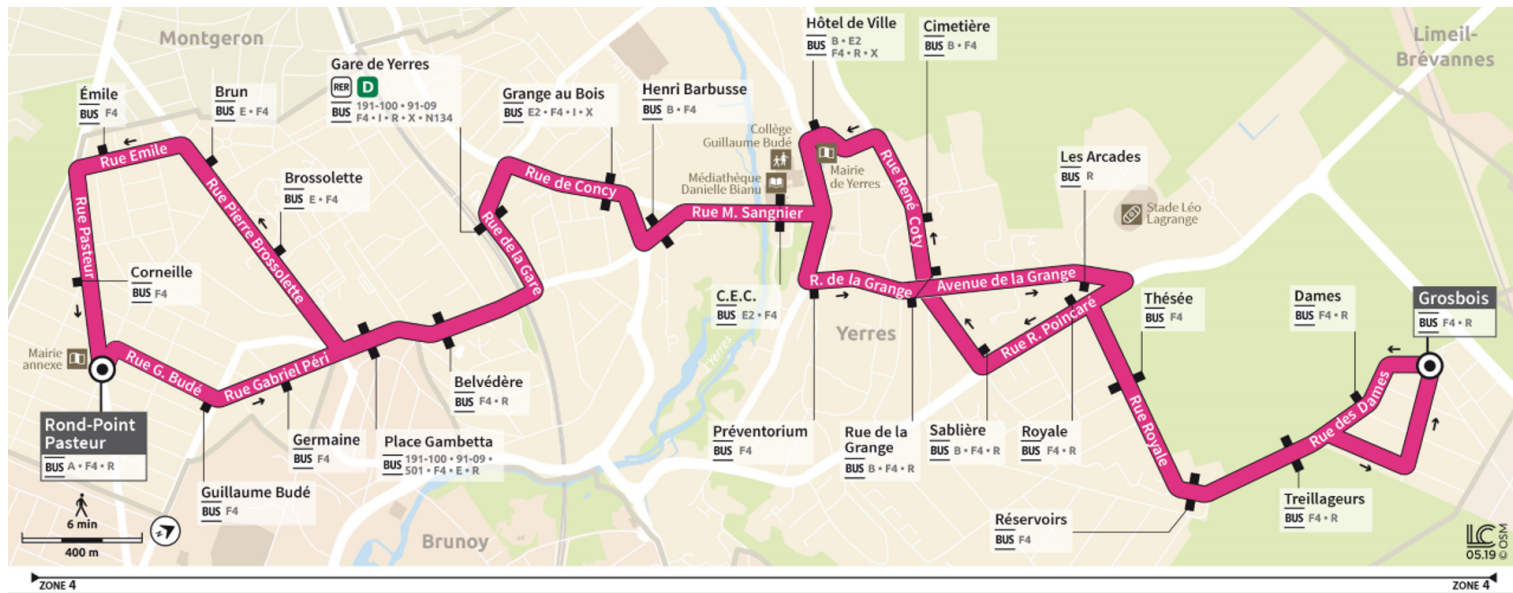 Montgeron
Limeil-
Brévannes
Émile
BUS F4
Brun
BUS E • F4
Gare de Yerres
RER D
BUS 191-100 • 91-09
F4 • I • R • X • N134
Grange au Bois
BUS E2 • F4 • I • X
Henri Barbusse
BUS B • F4
Hôtel de Ville
BUS B • E2
F4 • R • X
Cimetière
BUS B • F4
Collège
Guillaume Budé
Médiathèque
Danielle Bianu
Mairie
de Yerres
Les Arcades
BUS R
Stade Léo
Lagrange
Brossolette
BUS E • F4
Rue Emile
Rue Pasteur
Rue Pierre Brossolette
Rue de Concy
Rue de la Gare
Rue M. Sangnier
Rue René Coty
R. de la Grange
Avenue de la Grange
Rue R. Poincaré
Rue Royale
Rue des Dames
Rue G. Budé
Rue Gabriel Péri
Corneille
BUS F4
Mairie
annexe
Rond-Point
Pasteur
BUS A • F4 • R
C.E.C.
BUS E2 • F4
l'Yerres
Yerres
Thésée
BUS F4
Dames
BUS F4 • R
Grosbois
BUS F4 • R
Belvédère
BUS F4 • R
Germaine
BUS F4
Place Gambetta
BUS 191-100 • 91-09 •
501 • F4 • E • R
Guillaume Budé
BUS F4
Préventorium
BUS F4
Rue de la
Grange
BUS B • F4 • R
Sablière
BUS B • F4 • R
Royale
BUS F4 • R
Réservoirs
BUS F4
Treillageurs
BUS F4 • R
Brunoy
6 min
400 m
LC
05.19 © OSM
ZONE 4
ZONE 4